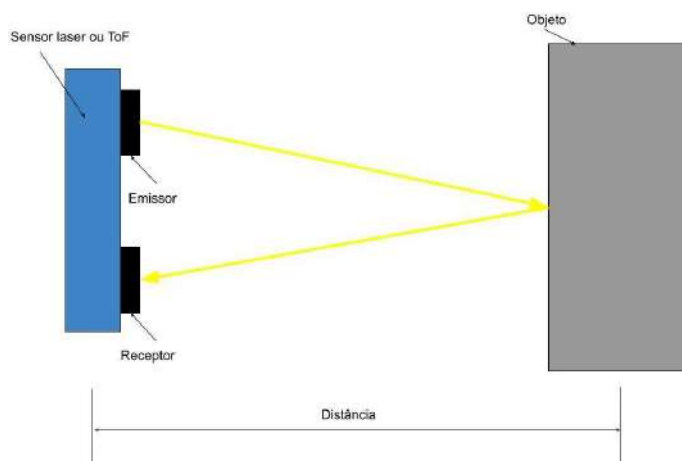 Objeto
Sensor laser ou ToF
Emissor
Receptor
Distância